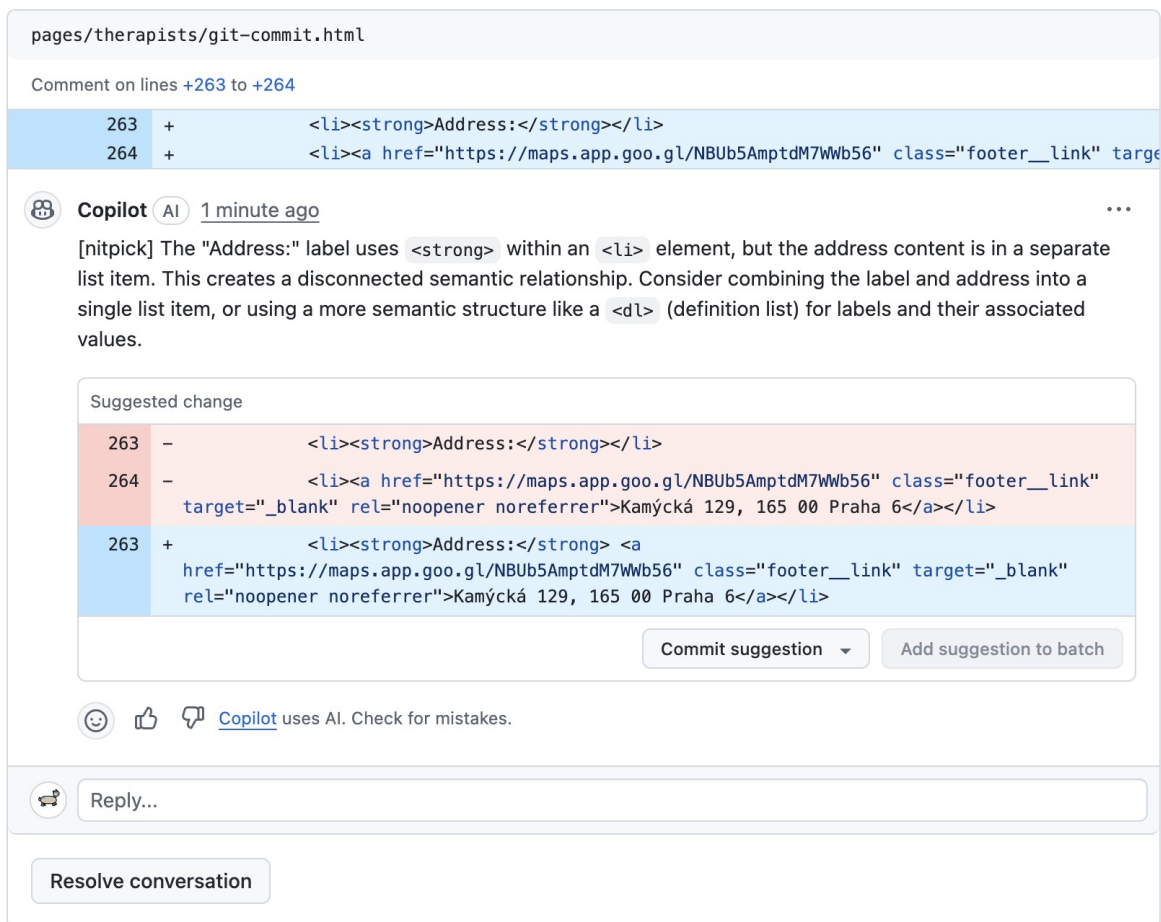 pages/therapists/git-commit.html
Comment on lines +263 to +264
263 + <li><strong>Address:</strong></li>
264 + <li><a href="https://maps.app.goo.gl/NBUb5AmptdM7WWb56" class="footer__link" targe
Copilot AI 1 minute ago
[nitpick] The "Address:" label uses <strong> within an <li> element, but the address content is in a separate
list item. This creates a disconnected semantic relationship. Consider combining the label and address into a
single list item, or using a more semantic structure like a <dl> (definition list) for labels and their associated
values.
Suggested change
263 - <li><strong>Address:</strong></li>
264 - <li><a href="https://maps.app.goo.gl/NBUb5AmptdM7WWb56" class="footer__link"
target="_blank" rel="noopener noreferrer">Kamýcká 129, 165 00 Praha 6</a></li>
263 + <li><strong>Address:</strong> <a
href="https://maps.app.goo.gl/NBUb5AmptdM7WWb56" class="footer__link" target="_blank"
rel="noopener noreferrer">Kamýcká 129, 165 00 Praha 6</a></li>
Commit suggestion Add suggestion to batch
Copilot uses AI. Check for mistakes.
Reply...
Resolve conversation